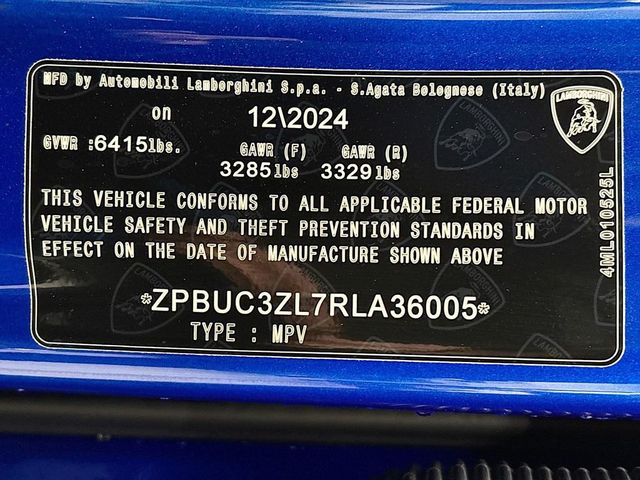 MFD by Automobili Lamborghini S.p.a. - S.Agata Bolognese (Italy)
on 12\2024
GVWR :6415lbs. GAWR (F) GAWR (R)
3285lbs 3329lbs
THIS VEHICLE CONFORMS TO ALL APPLICABLE FEDERAL MOTOR
VEHICLE SAFETY AND THEFT PREVENTION STANDARDS IN
EFFECT ON THE DATE OF MANUFACTURE SHOWN ABOVE
*ZPBUC3ZL7RLA36005*
TYPE : MPV
LAMBORGHINI
4ML010525L